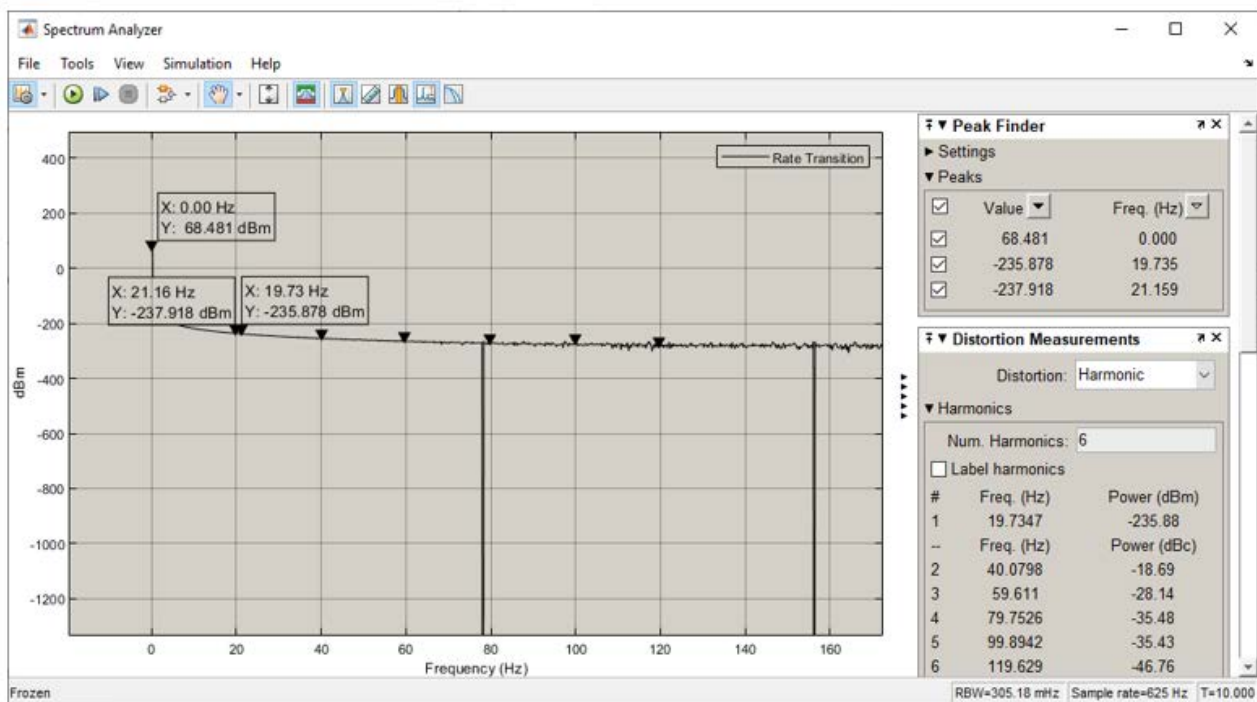 Spectrum Analyzer
File Tools View Simulation Help
Rate Transition
400
200
0
-200
-400
-600
-800
-1000
-1200
dBm
X: 0.00 Hz
Y: 68.481 dBm
X: 21.16 Hz
Y: -237.918 dBm
X: 19.73 Hz
Y: -235.878 dBm
0 20 40 60 80 100 120 140 160
Frequency (Hz)
Peak Finder
Settings
Peaks
Value Freq. (Hz)
68.481 0.000
-235.878 19.735
-237.918 21.159
Distortion Measurements
Distortion: Harmonic
Harmonics
Num. Harmonics: 6
Label harmonics
# Freq. (Hz) Power (dBm)
1 19.7347 -235.88
-- Freq. (Hz) Power (dBc)
2 40.0798 -18.69
3 59.611 -28.14
4 79.7526 -35.48
5 99.8942 -35.43
6 119.629 -46.76
Frozen RBW=305.18 mHz Sample rate=625 Hz T=10.000